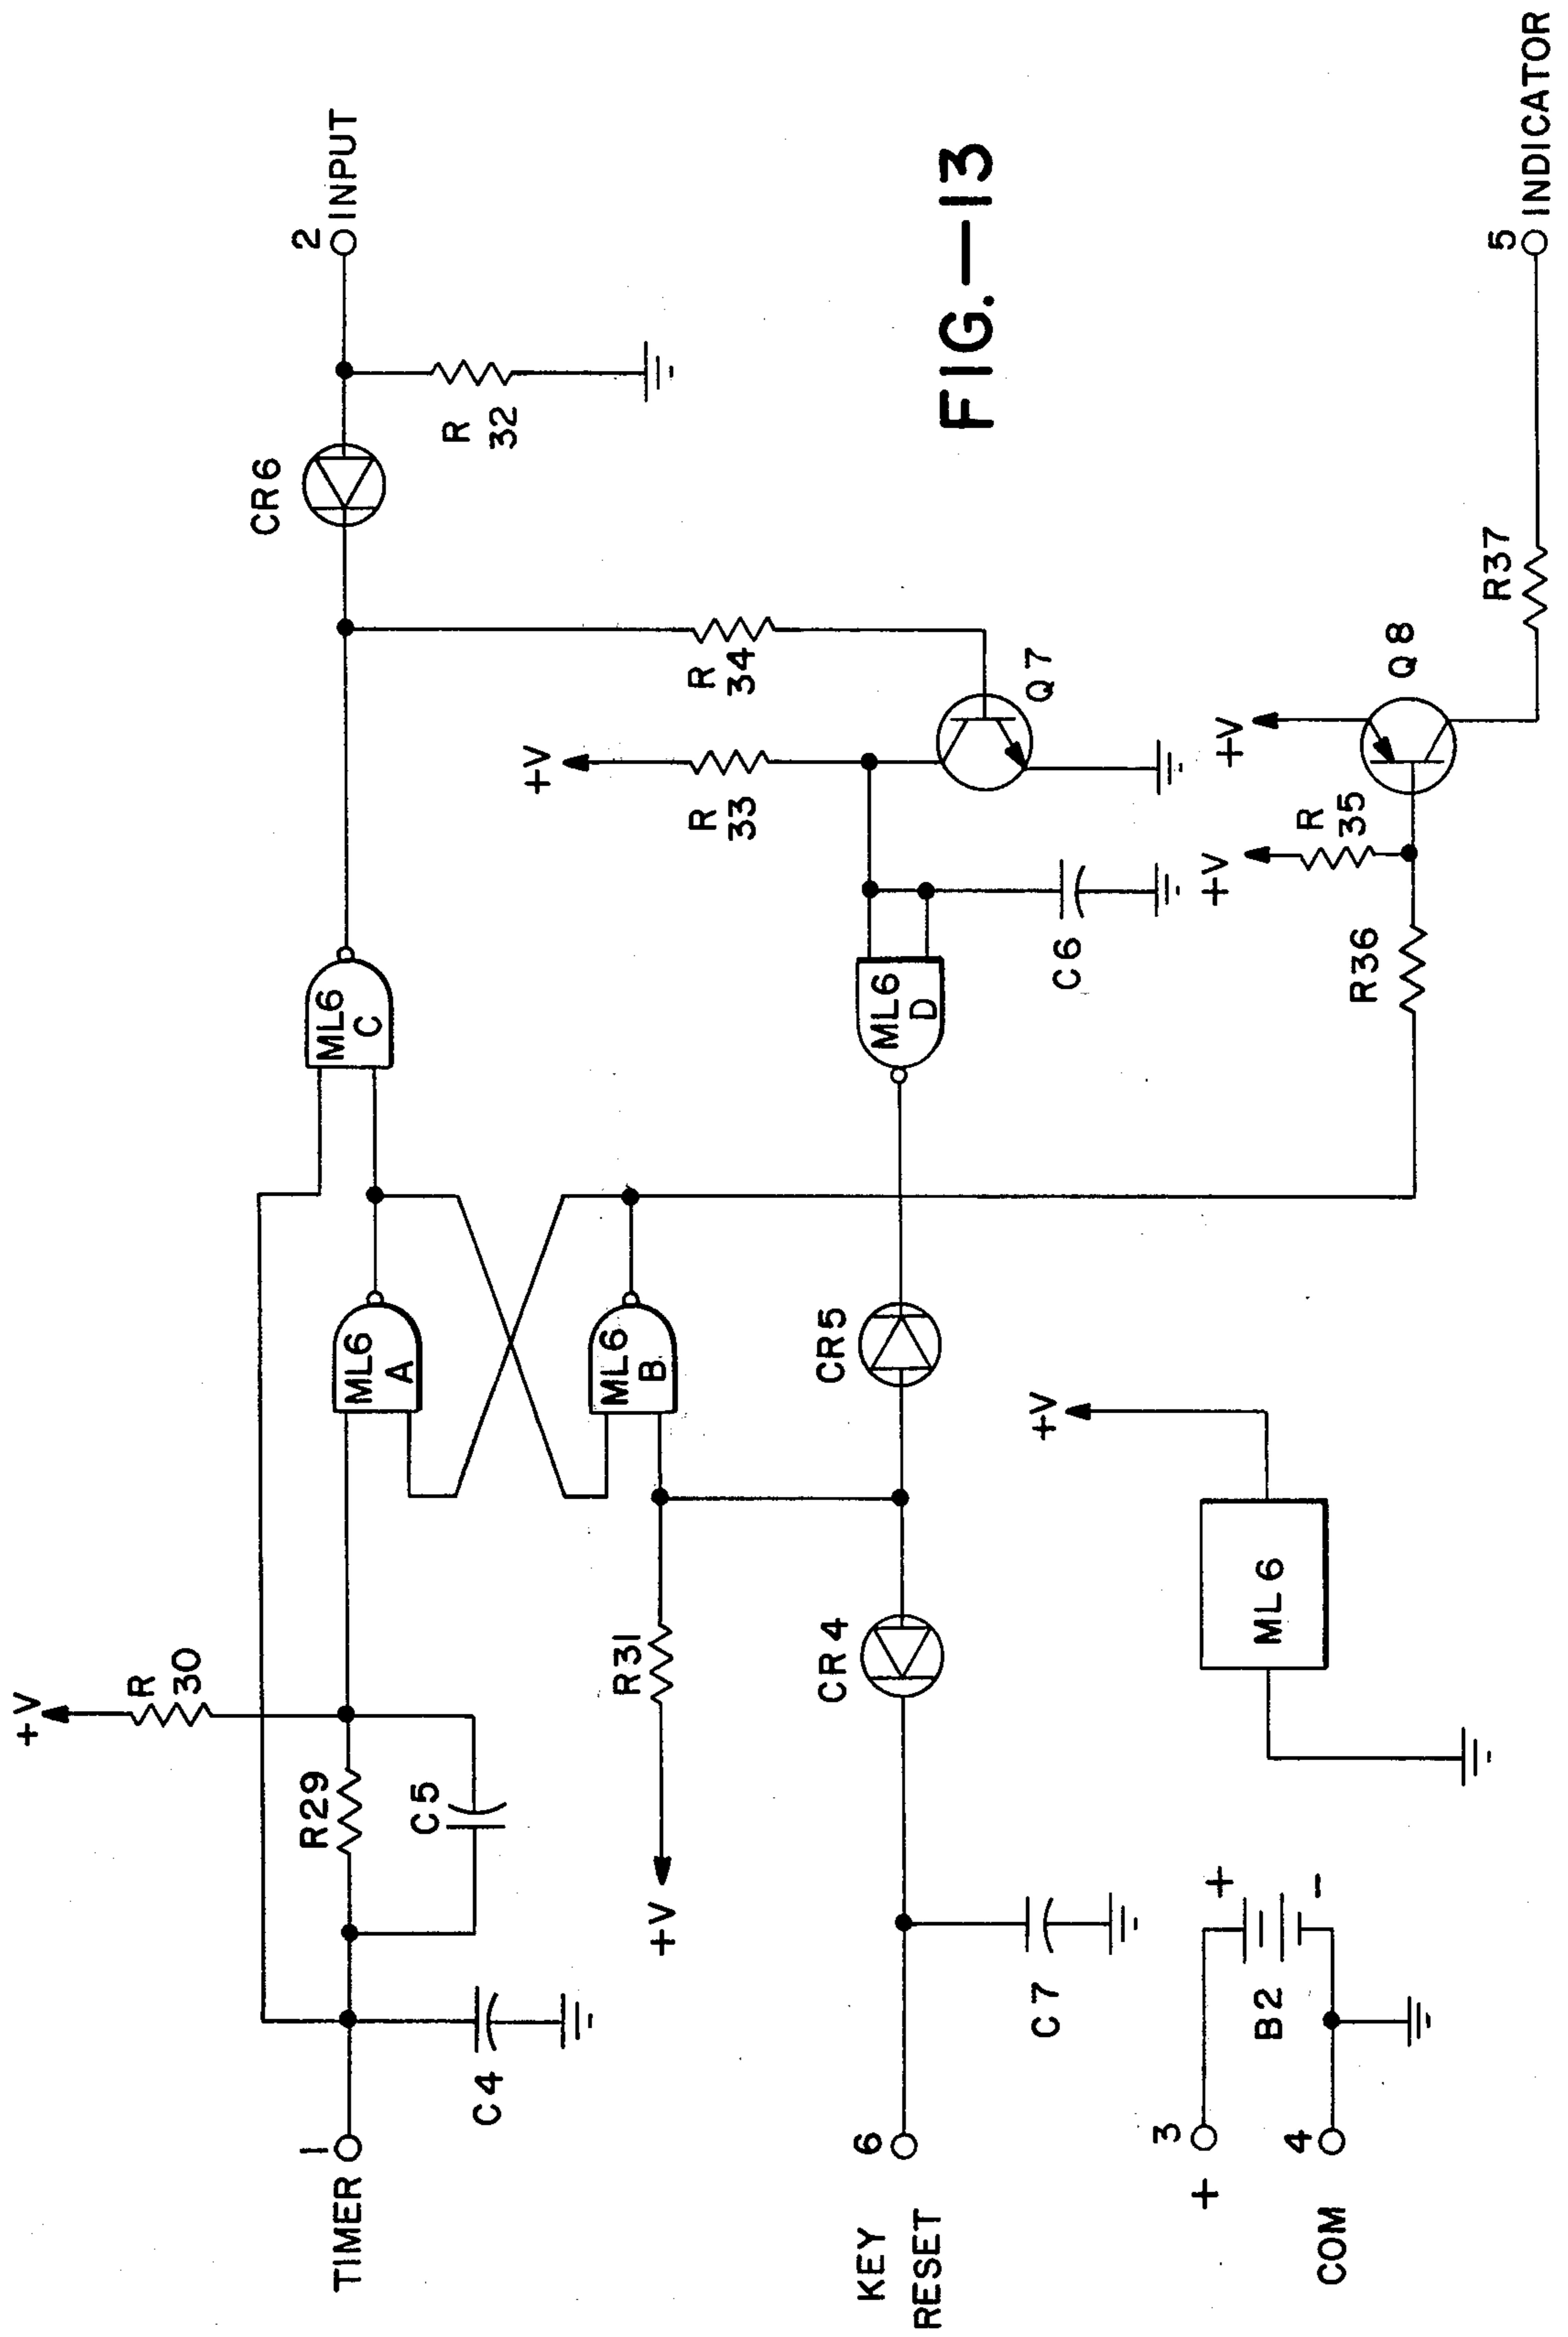 FIG.—13
+V
R
30
TIMER
1
R29
C5
C4
ML6
A
ML6
C
CR6
2
INPUT
R
32
R31
+V
ML6
B
R
34
+V
R
33
Q7
KEY
RESET
6
C7
CR4
CR5
ML6
D
C6
+
3
COM
4
B2
+
-
ML6
+V
R36
+V
R
35
+V
Q8
R37
5
INDICATOR